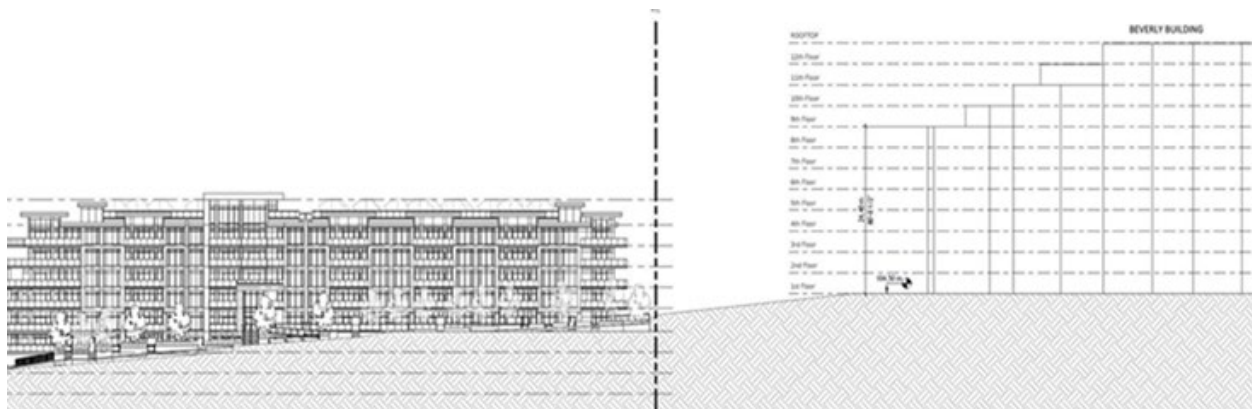 BEVERLY BUILDING
ROOFTOP
12th Floor
11th Floor
10th Floor
9th Floor
8th Floor
7th Floor
6th Floor
5th Floor
4th Floor
3rd Floor
2nd Floor
1st Floor